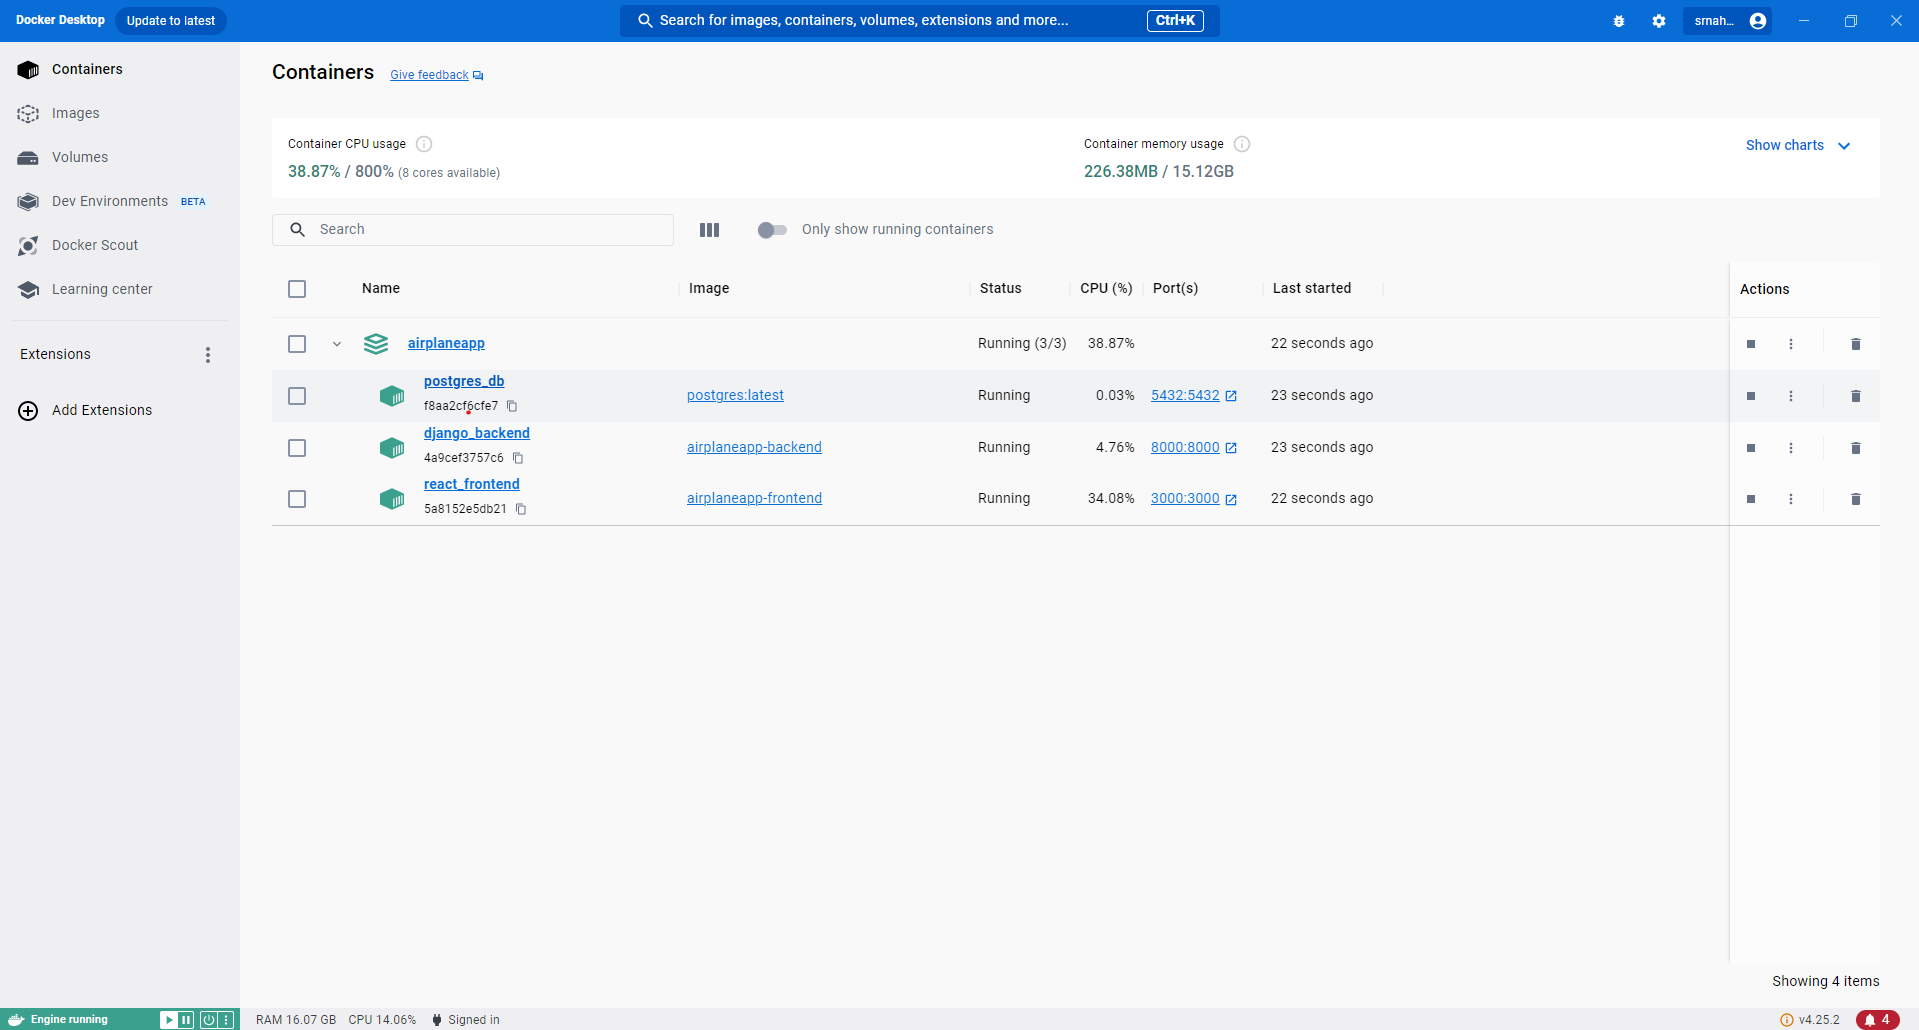 Docker Desktop Update to latest Search for images, containers, volumes, extensions and more... Ctrl+K srnah...
Containers
Images
Volumes
Dev Environments BETA
Docker Scout
Learning center
Extensions
Add Extensions
Containers Give feedback
Container CPU usage
38.87% / 800% (8 cores available)
Container memory usage
226.38MB / 15.12GB
Show charts
Search Only show running containers
Name Image Status CPU (%) Port(s) Last started Actions
airplaneapp Running (3/3) 38.87% 22 seconds ago
postgres_db postgres:latest Running 0.03% 5432:5432 23 seconds ago
f8aa2cf6cfe7
django_backend airplaneapp-backend Running 4.76% 8000:8000 23 seconds ago
4a9cef3757c6
react_frontend airplaneapp-frontend Running 34.08% 3000:3000 22 seconds ago
5a8152e5db21
Showing 4 items
Engine running RAM 16.07 GB CPU 14.06% Signed in v4.25.2 4